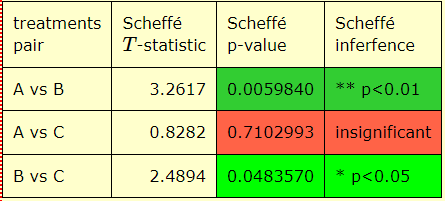 treatments pair Scheffé T-statistic Scheffé p-value Scheffé inferfence
A vs B 3.2617 0.0059840 ** p<0.01
A vs C 0.8282 0.7102993 insignificant
B vs C 2.4894 0.0483570 * p<0.05